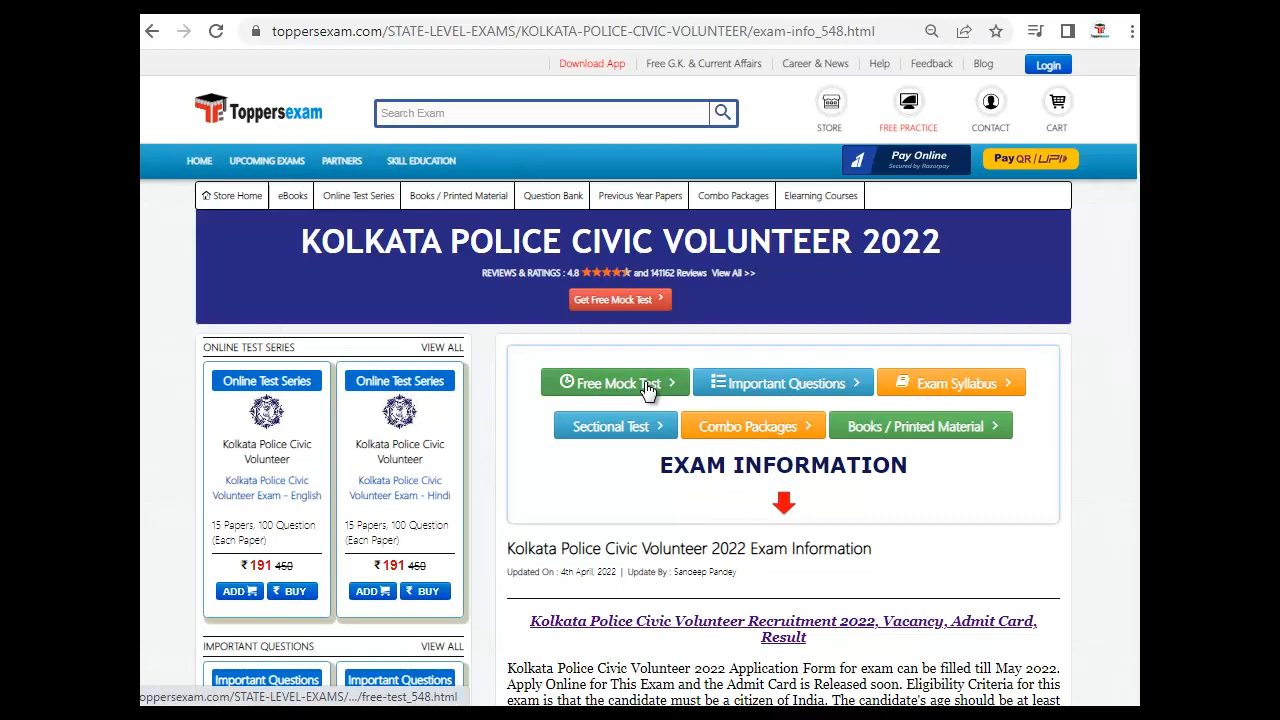 toppersexam.com/STATE-LEVEL-EXAMS/KOLKATA-POLICE-CIVIC-VOLUNTEER/exam-info_548.html
Download App Free G.K. & Current Affairs Career & News Help Feedback Blog Login
Toppersexam
Search Exam
STORE FREE PRACTICE CONTACT CART
HOME UPCOMING EXAMS PARTNERS SKILL EDUCATION
Pay Online
Secured by Razorpay
Pay QR / UPI
Store Home eBooks Online Test Series Books / Printed Material Question Bank Previous Year Papers Combo Packages Elearning Courses
KOLKATA POLICE CIVIC VOLUNTEER 2022
REVIEWS & RATINGS : 4.8 and 141162 Reviews View All >>
Get Free Mock Test
ONLINE TEST SERIES VIEW ALL
Online Test Series
Kolkata Police Civic
Volunteer
Kolkata Police Civic
Volunteer Exam - English
15 Papers, 100 Question
(Each Paper)
₹ 191 450
ADD ₹ BUY
Online Test Series
Kolkata Police Civic
Volunteer
Kolkata Police Civic
Volunteer Exam - Hindi
15 Papers, 100 Question
(Each Paper)
₹ 191 450
ADD ₹ BUY
IMPORTANT QUESTIONS VIEW ALL
Important Questions Important Questions
Free Mock Test Important Questions Exam Syllabus
Sectional Test Combo Packages Books / Printed Material
EXAM INFORMATION
Kolkata Police Civic Volunteer 2022 Exam Information
Updated On : 4th April, 2022 | Update By : Sandeep Pandey
Kolkata Police Civic Volunteer Recruitment 2022, Vacancy, Admit Card,
Result
Kolkata Police Civic Volunteer 2022 Application Form for exam can be filled till May 2022.
Apply Online for This Exam and the Admit Card is Released soon. Eligibility Criteria for this
exam is that the candidate must be a citizen of India. The candidate's age should be at least
toppersexam.com/STATE-LEVEL-EXAMS/.../free-test_548.html